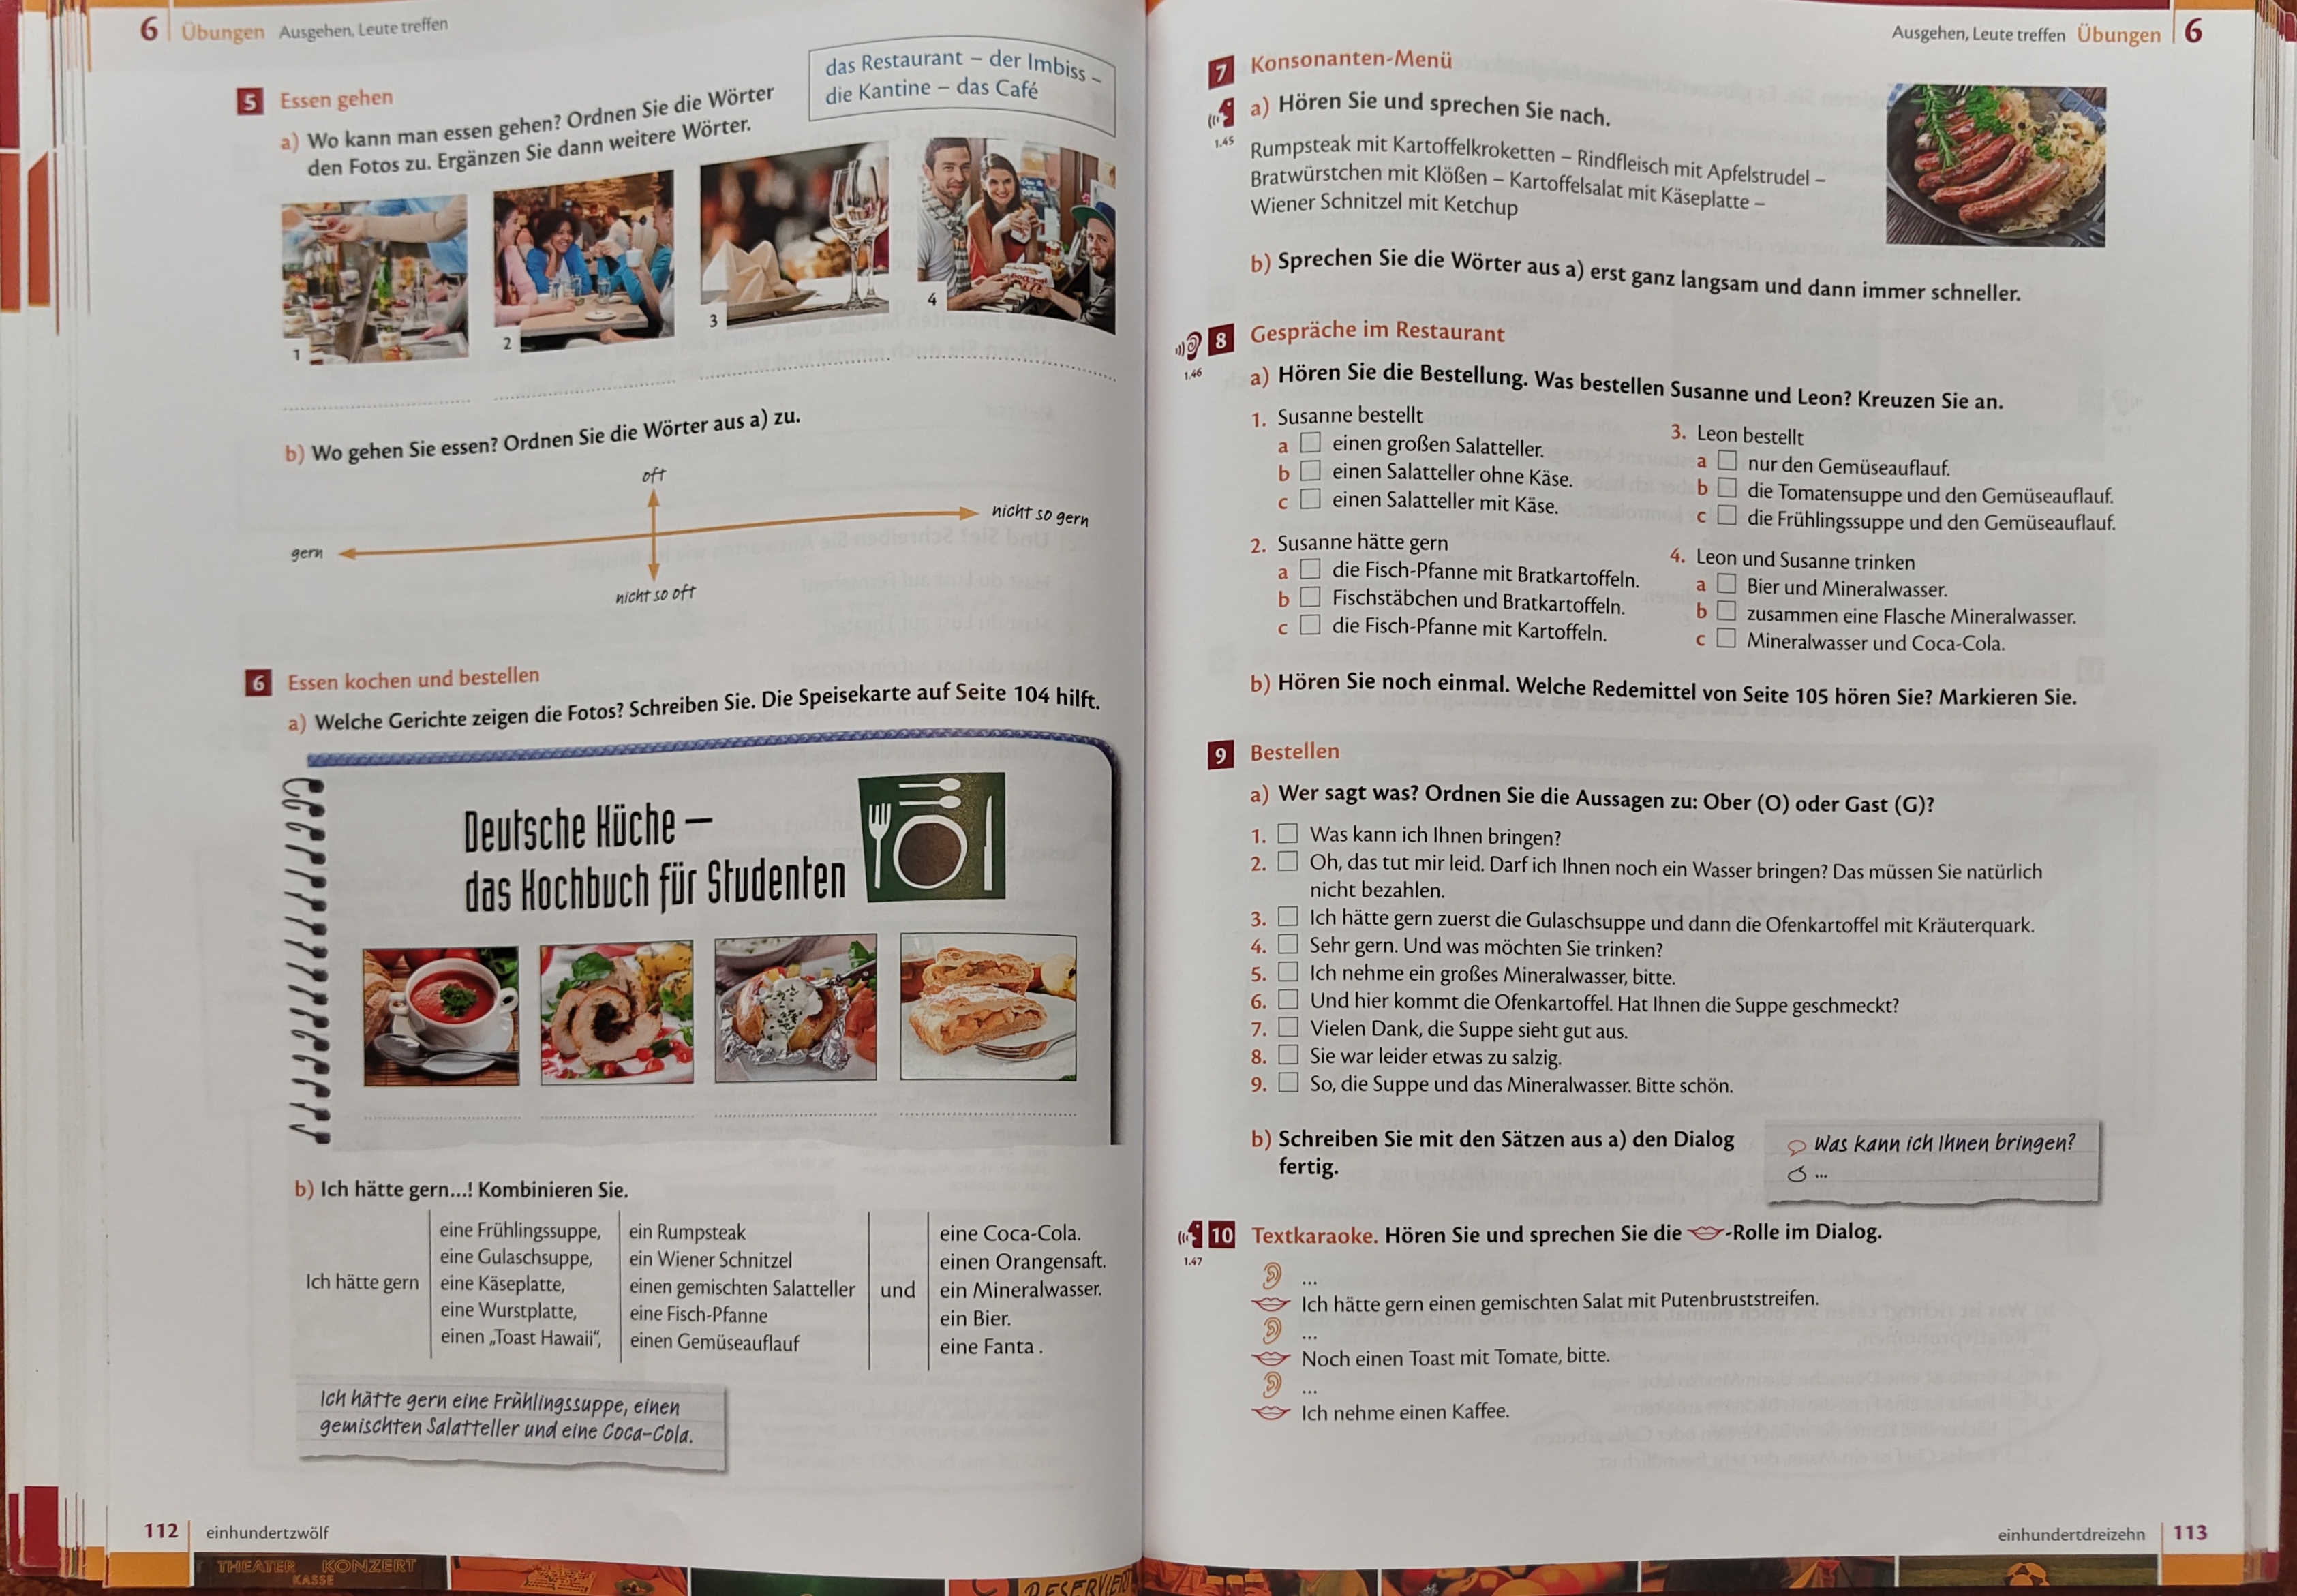 6 Übungen Ausgehen, Leute treffen
das Restaurant – der Imbiss –
die Kantine – das Café
5 Essen gehen
a) Wo kann man essen gehen? Ordnen Sie die Wörter
den Fotos zu. Ergänzen Sie dann weitere Wörter.
1
2
3
4
b) Wo gehen Sie essen? Ordnen Sie die Wörter aus a) zu.
oft
nicht so gern
gern
nicht so oft
6 Essen kochen und bestellen
a) Welche Gerichte zeigen die Fotos? Schreiben Sie. Die Speisekarte auf Seite 104 hilft.
Deutsche Küche –
das Kochbuch für Studenten
b) Ich hätte gern...! Kombinieren Sie.
Ich hätte gern
eine Frühlingssuppe,
eine Gulaschsuppe,
eine Käseplatte,
eine Wurstplatte,
einen „Toast Hawaii“,
ein Rumpsteak
ein Wiener Schnitzel
einen gemischten Salatteller
eine Fisch-Pfanne
einen Gemüseauflauf
und
eine Coca-Cola.
einen Orangensaft.
ein Mineralwasser.
ein Bier.
eine Fanta .
Ich hätte gern eine Frühlingssuppe, einen
gemischten Salatteller und eine Coca-Cola.
112 einhundertzwölf
THEATER KONZERT
KASSE
RESERVIERT
Ausgehen, Leute treffen Übungen 6
7 Konsonanten-Menü
1.45
a) Hören Sie und sprechen Sie nach.
Rumpsteak mit Kartoffelkroketten – Rindfleisch mit Apfelstrudel –
Bratwürstchen mit Klößen – Kartoffelsalat mit Käseplatte –
Wiener Schnitzel mit Ketchup
b) Sprechen Sie die Wörter aus a) erst ganz langsam und dann immer schneller.
8 Gespräche im Restaurant
1.46
a) Hören Sie die Bestellung. Was bestellen Susanne und Leon? Kreuzen Sie an.
1. Susanne bestellt
a einen großen Salatteller.
b einen Salatteller ohne Käse.
c einen Salatteller mit Käse.
2. Susanne hätte gern
a die Fisch-Pfanne mit Bratkartoffeln.
b Fischstäbchen und Bratkartoffeln.
c die Fisch-Pfanne mit Kartoffeln.
3. Leon bestellt
a nur den Gemüseauflauf.
b die Tomatensuppe und den Gemüseauflauf.
c die Frühlingssuppe und den Gemüseauflauf.
4. Leon und Susanne trinken
a Bier und Mineralwasser.
b zusammen eine Flasche Mineralwasser.
c Mineralwasser und Coca-Cola.
b) Hören Sie noch einmal. Welche Redemittel von Seite 105 hören Sie? Markieren Sie.
9 Bestellen
a) Wer sagt was? Ordnen Sie die Aussagen zu: Ober (O) oder Gast (G)?
1. Was kann ich Ihnen bringen?
2. Oh, das tut mir leid. Darf ich Ihnen noch ein Wasser bringen? Das müssen Sie natürlich
nicht bezahlen.
3. Ich hätte gern zuerst die Gulaschsuppe und dann die Ofenkartoffel mit Kräuterquark.
4. Sehr gern. Und was möchten Sie trinken?
5. Ich nehme ein großes Mineralwasser, bitte.
6. Und hier kommt die Ofenkartoffel. Hat Ihnen die Suppe geschmeckt?
7. Vielen Dank, die Suppe sieht gut aus.
8. Sie war leider etwas zu salzig.
9. So, die Suppe und das Mineralwasser. Bitte schön.
b) Schreiben Sie mit den Sätzen aus a) den Dialog
fertig.
Was kann ich Ihnen bringen?
...
10 Textkaraoke. Hören Sie und sprechen Sie die -Rolle im Dialog.
1.47
...
Ich hätte gern einen gemischten Salat mit Putenbruststreifen.
...
Noch einen Toast mit Tomate, bitte.
...
Ich nehme einen Kaffee.
einhundertdreizehn 113